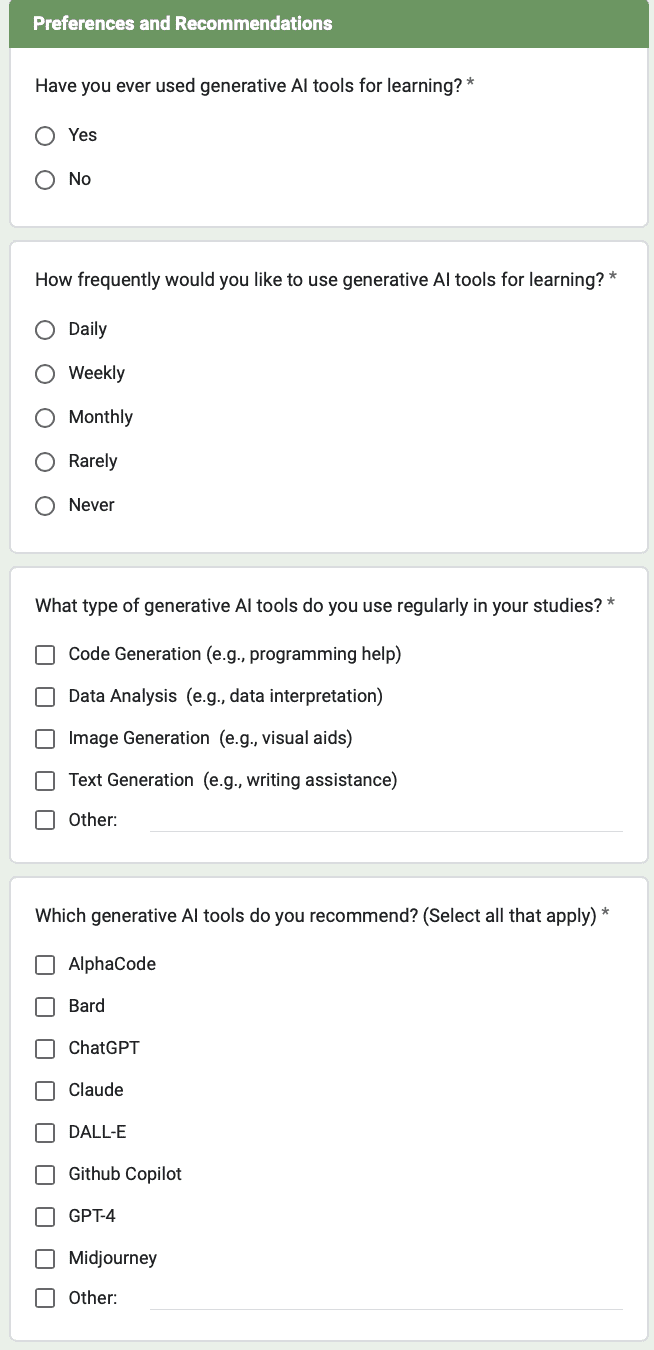 Preferences and Recommendations
Have you ever used generative AI tools for learning? *
Yes
No
How frequently would you like to use generative AI tools for learning? *
Daily
Weekly
Monthly
Rarely
Never
What type of generative AI tools do you use regularly in your studies? *
Code Generation (e.g., programming help)
Data Analysis (e.g., data interpretation)
Image Generation (e.g., visual aids)
Text Generation (e.g., writing assistance)
Other:
Which generative AI tools do you recommend? (Select all that apply) *
AlphaCode
Bard
ChatGPT
Claude
DALL-E
Github Copilot
GPT-4
Midjourney
Other: